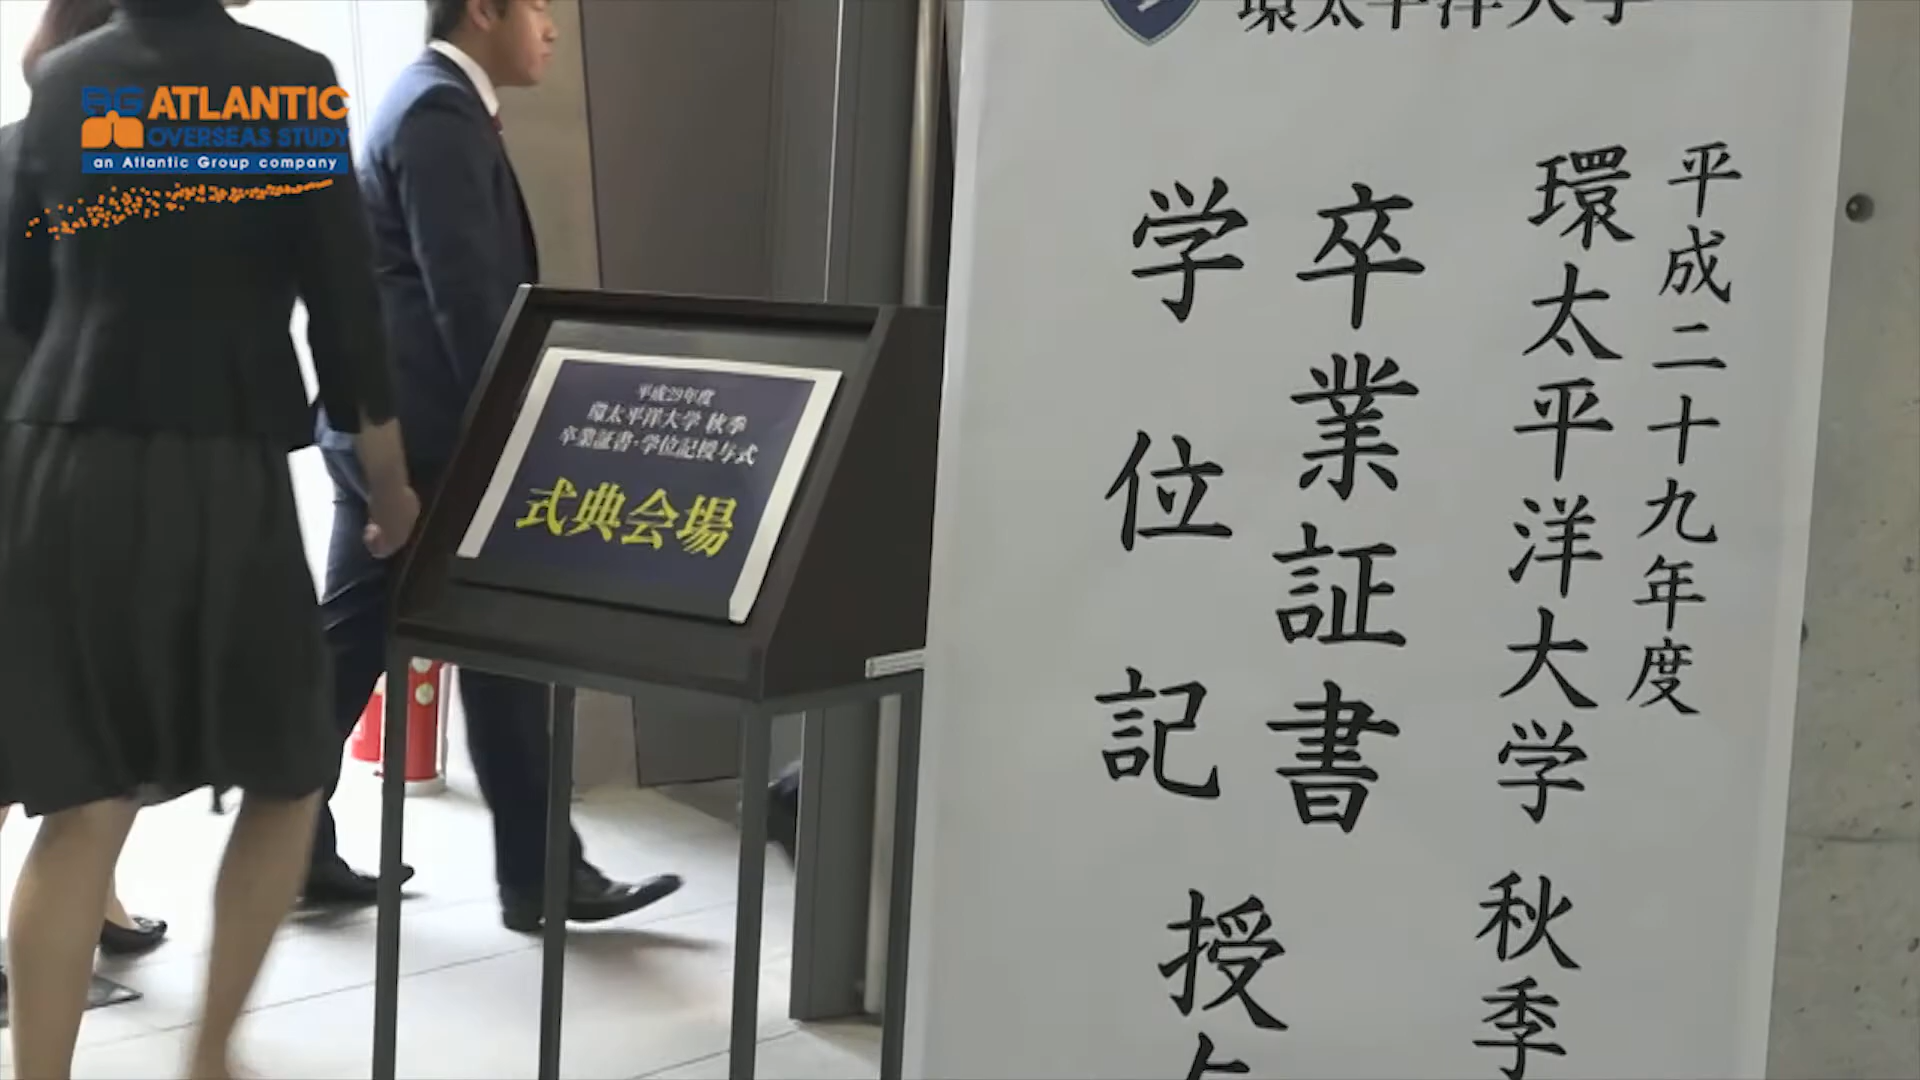 ATLANTIC
OVERSEAS STUDY
an Atlantic Group company
平成29年度
環太平洋大学 秋季
卒業証書・学位記授与式
式典会場
環太平洋大学
平成二十九年度
環太平洋大学 秋季
卒業証書
学位記授